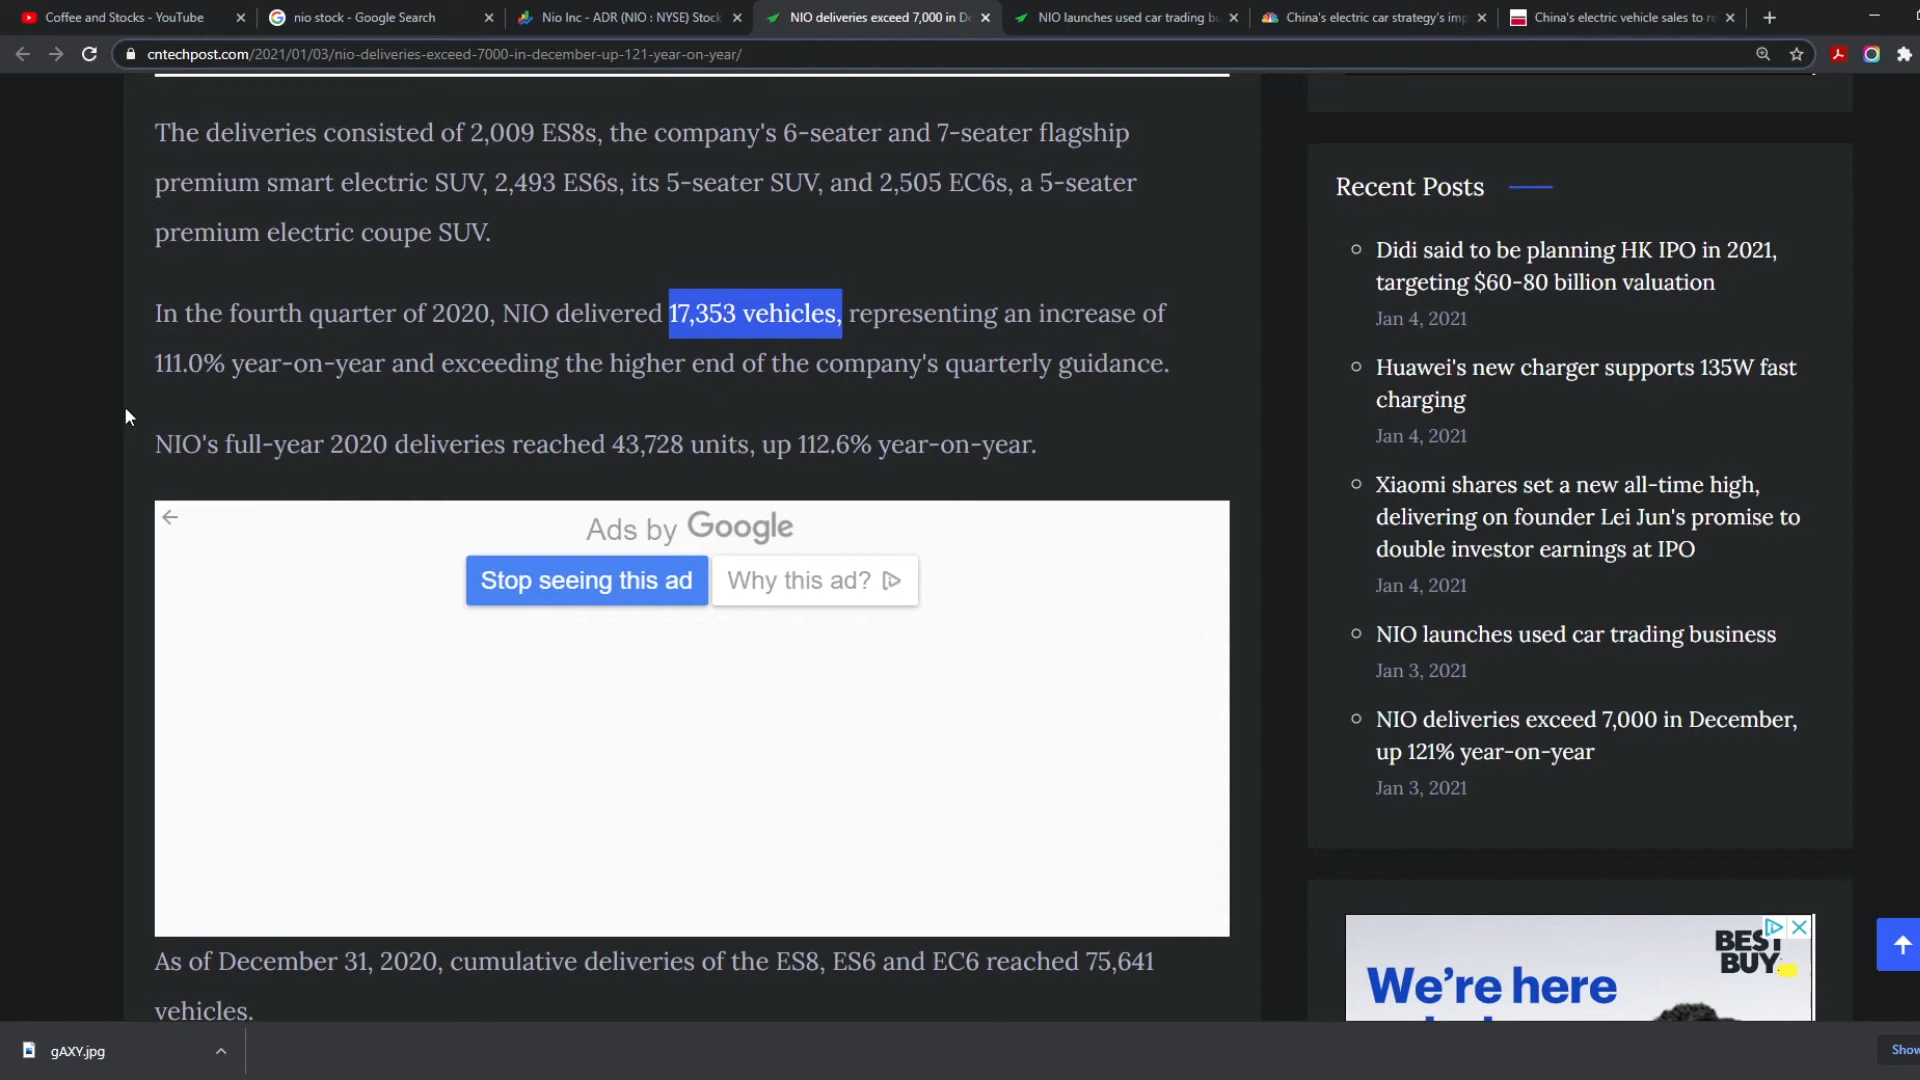 Coffee and Stocks - YouTube
nio stock - Google Search
Nio Inc - ADR (NIO : NYSE) Stock
NIO deliveries exceed 7,000 in D
NIO launches used car trading b
China's electric car strategy's imp
China's electric vehicle sales to r
cntechpost.com/2021/01/03/nio-deliveries-exceed-7000-in-december-up-121-year-on-year/
The deliveries consisted of 2,009 ES8s, the company's 6-seater and 7-seater flagship
premium smart electric SUV, 2,493 ES6s, its 5-seater SUV, and 2,505 EC6s, a 5-seater
premium electric coupe SUV.
In the fourth quarter of 2020, NIO delivered 17,353 vehicles, representing an increase of
111.0% year-on-year and exceeding the higher end of the company's quarterly guidance.
NIO's full-year 2020 deliveries reached 43,728 units, up 112.6% year-on-year.
Ads by Google
Stop seeing this ad
Why this ad?
As of December 31, 2020, cumulative deliveries of the ES8, ES6 and EC6 reached 75,641
vehicles.
Recent Posts
Didi said to be planning HK IPO in 2021,
targeting $60-80 billion valuation
Jan 4, 2021
Huawei's new charger supports 135W fast
charging
Jan 4, 2021
Xiaomi shares set a new all-time high,
delivering on founder Lei Jun's promise to
double investor earnings at IPO
Jan 4, 2021
NIO launches used car trading business
Jan 3, 2021
NIO deliveries exceed 7,000 in December,
up 121% year-on-year
Jan 3, 2021
BEST
BUY
We're here
gAXY.jpg
Show